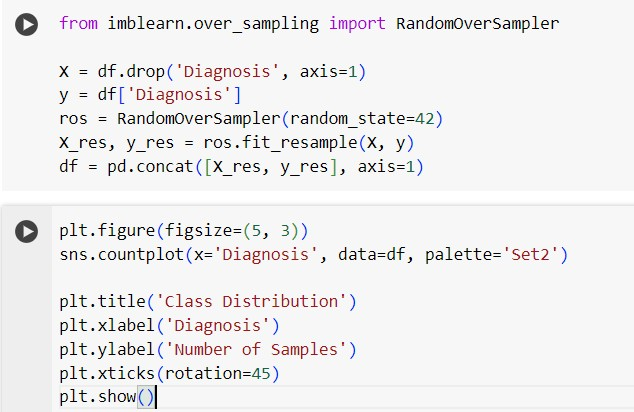 from imblearn.over_sampling import RandomOverSampler
X = df.drop('Diagnosis', axis=1)
y = df['Diagnosis']
ros = RandomOverSampler(random_state=42)
X_res, y_res = ros.fit_resample(X, y)
df = pd.concat([X_res, y_res], axis=1)
plt.figure(figsize=(5, 3))
sns.countplot(x='Diagnosis', data=df, palette='Set2')
plt.title('Class Distribution')
plt.xlabel('Diagnosis')
plt.ylabel('Number of Samples')
plt.xticks(rotation=45)
plt.show()